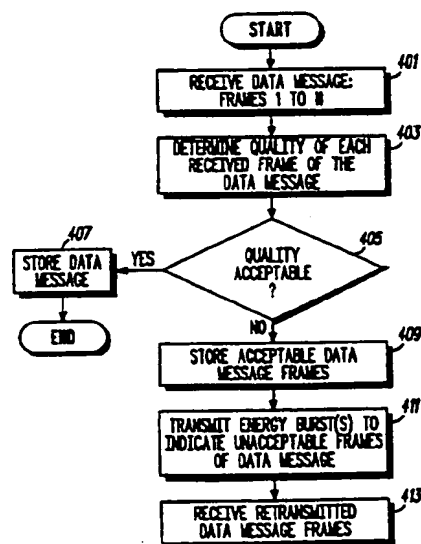 START
401
RECEIVE DATA MESSAGE:
FRAMES 1 TO N
403
DETERMINE QUALITY OF EACH
RECEIVED FRAME OF THE
DATA MESSAGE
405
QUALITY
ACCEPTABLE
?
YES
407
STORE DATA
MESSAGE
END
NO
409
STORE ACCEPTABLE DATA
MESSAGE FRAMES
411
TRANSMIT ENERGY BURST(S) TO
INDICATE UNACCEPTABLE FRAMES
OF DATA MESSAGE
413
RECEIVE RETRANSMITTED
DATA MESSAGE FRAMES